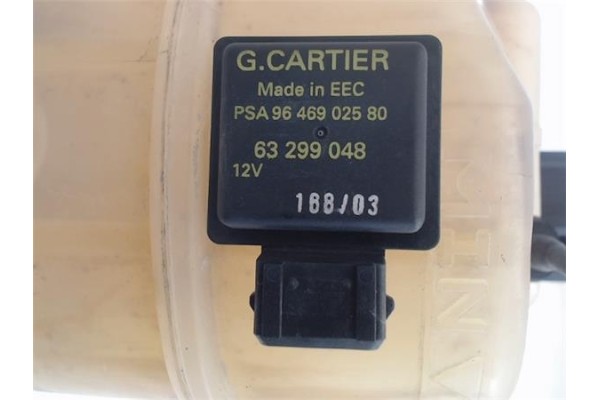 G.CARTIER
Made in EEC
PSA 96 469 025 80
63 299 048
12V
168/03